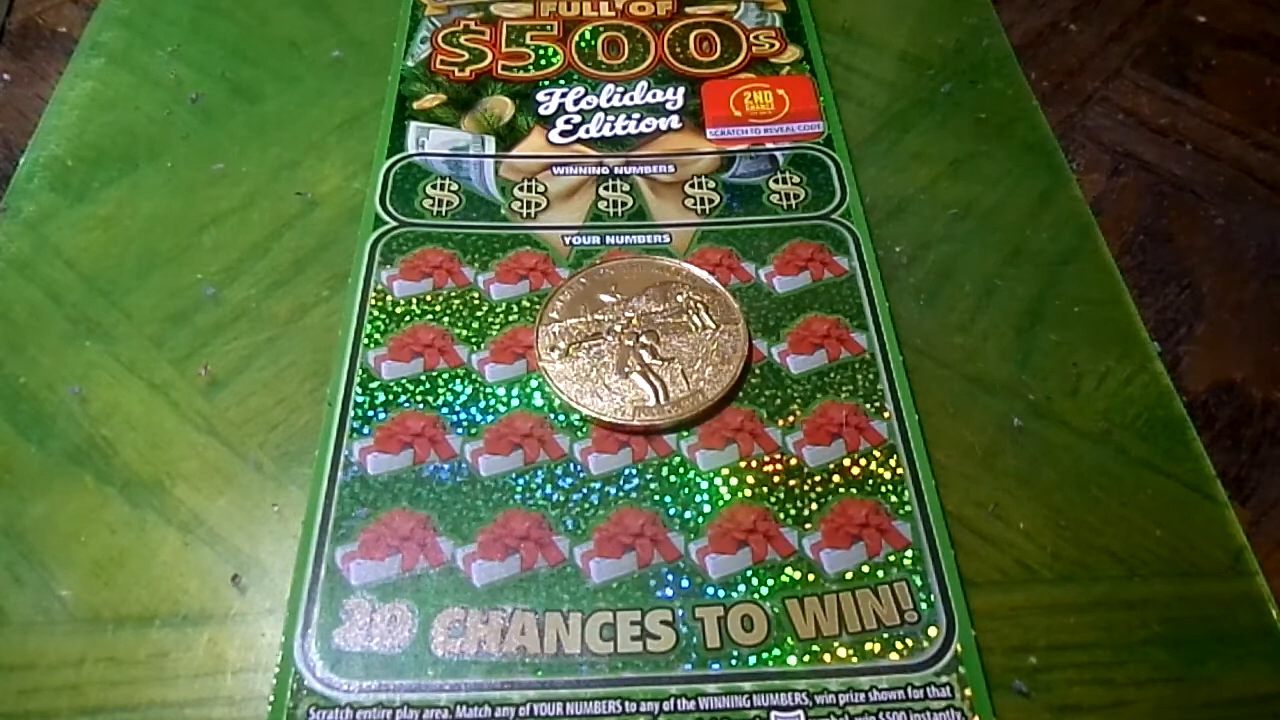 FULL OF
$500s
Holiday
Edition
2ND
CHANCE
SCRATCH TO REVEAL CODE
WINNING NUMBERS
$ $ $ $ $
YOUR NUMBERS
20 CHANCES TO WIN!
Scratch entire play area. Match any of YOUR NUMBERS to any of the WINNING NUMBERS, win prize shown for that
symbol, win $500 instantly.